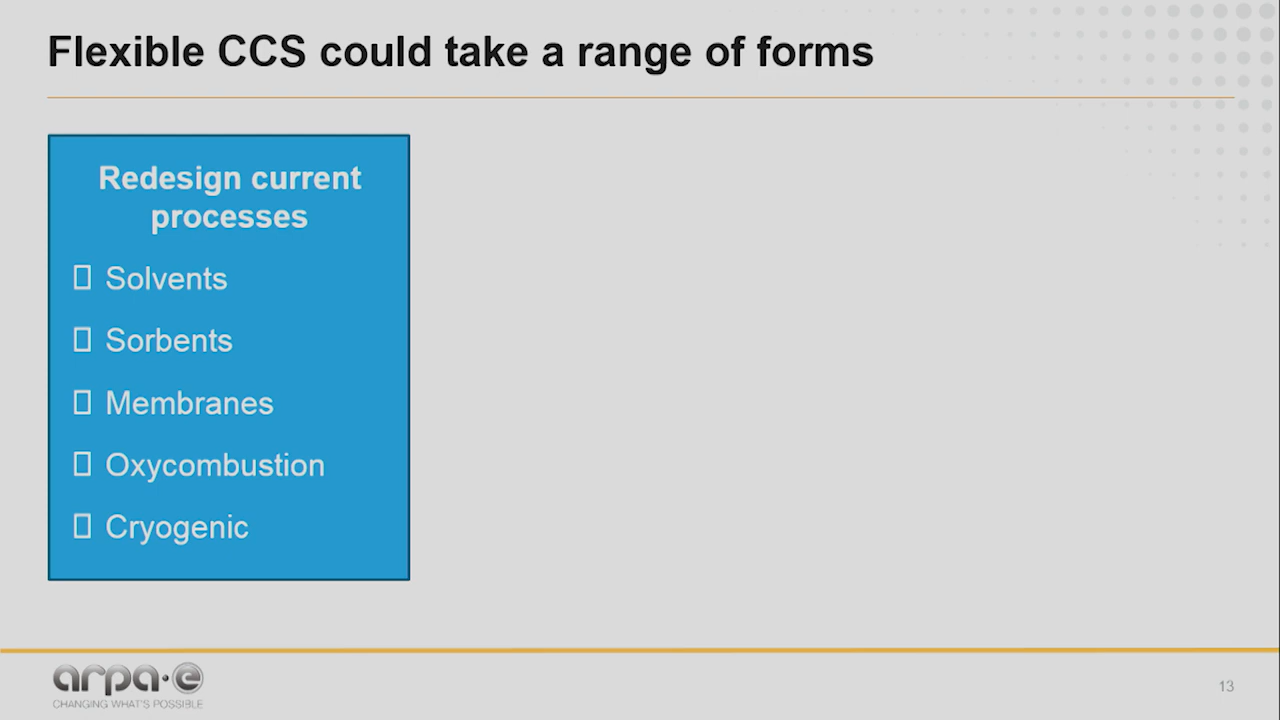 Flexible CCS could take a range of forms
Redesign current
processes
Solvents
Sorbents
Membranes
Oxycombustion
Cryogenic
arpa·e
CHANGING WHAT'S POSSIBLE
13